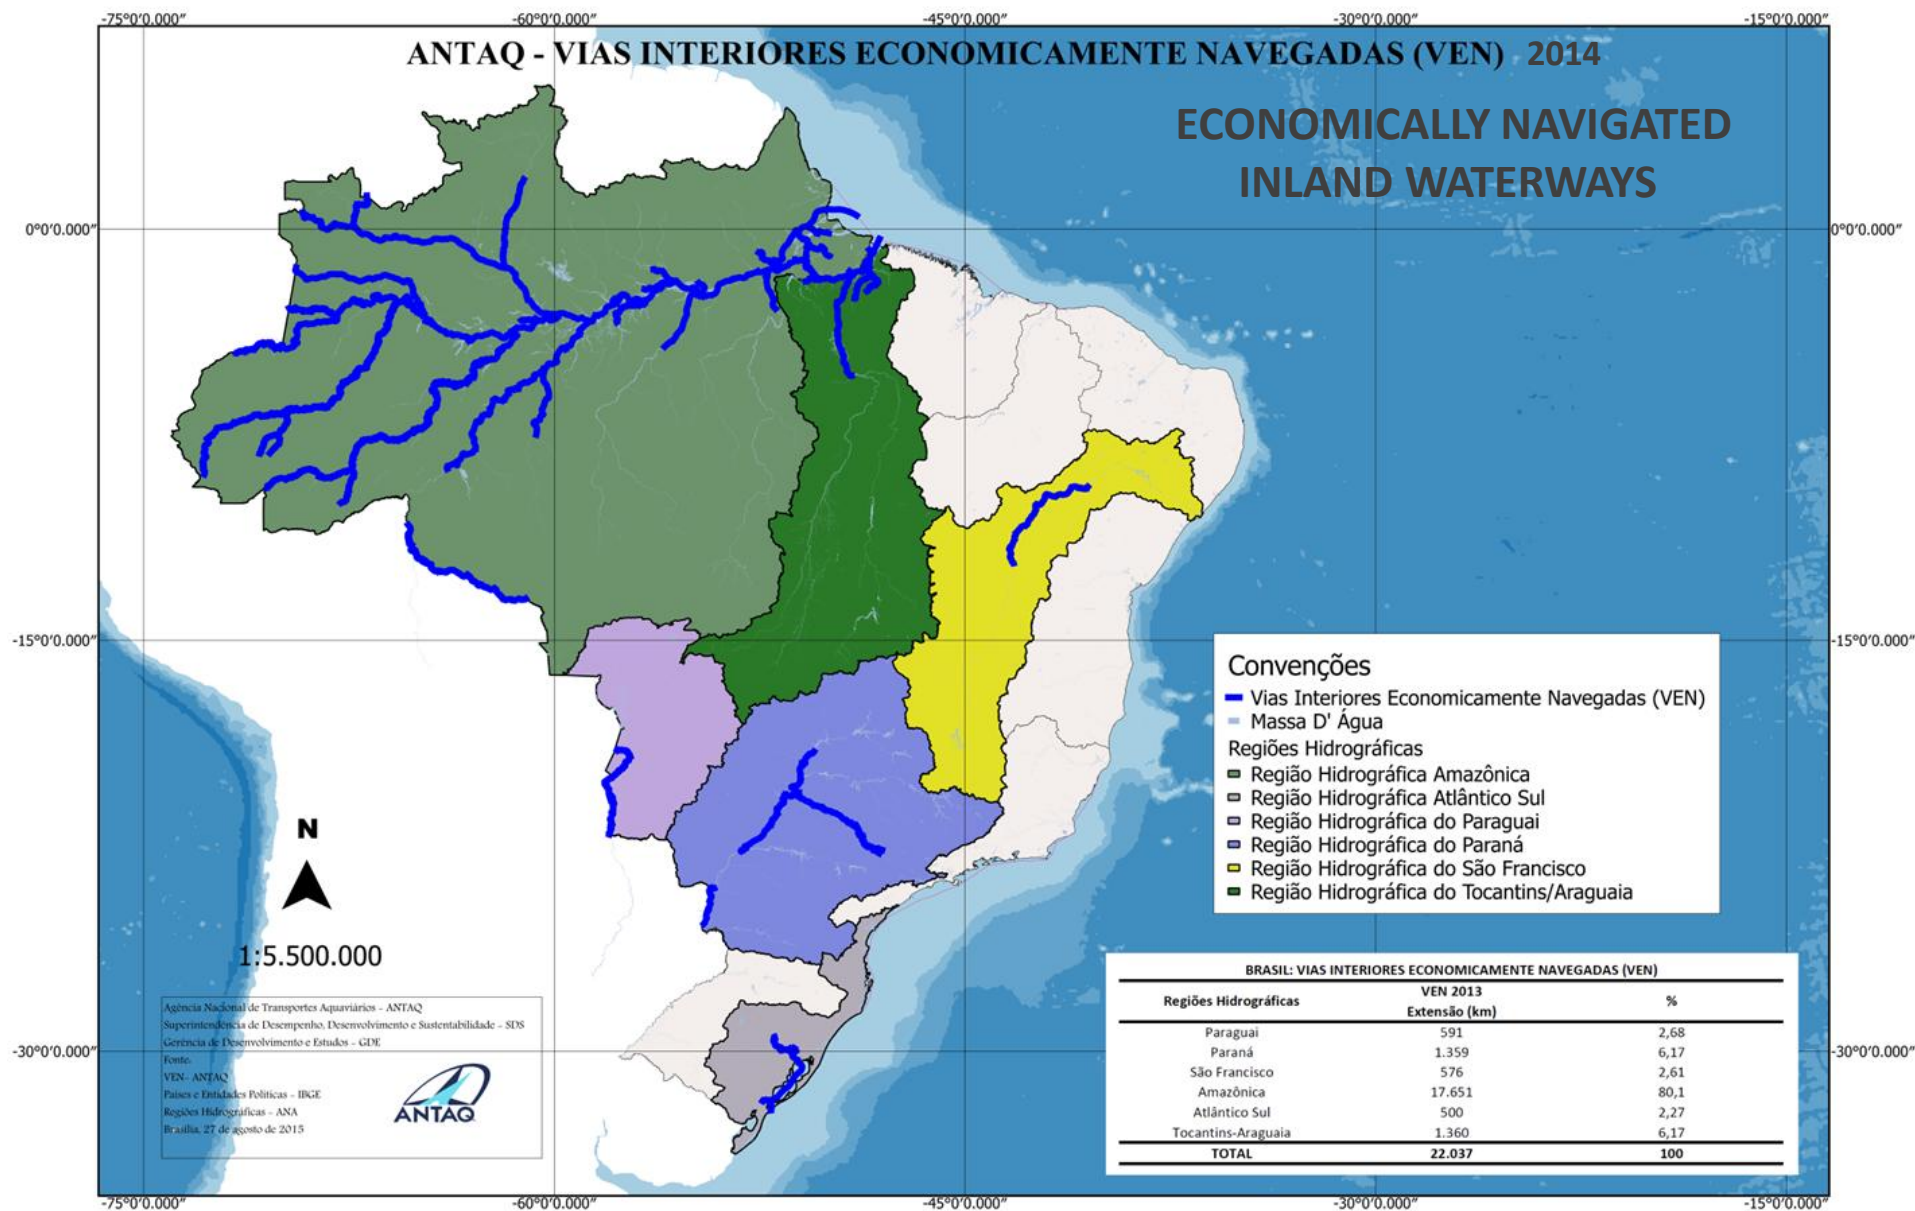 -75°0'0.000" -60°0'0.000" -45°0'0.000" -30°0'0.000" -15°0'0.000"
ANTAQ - VIAS INTERIORES ECONOMICAMENTE NAVEGADAS (VEN) 2014
ECONOMICALLY NAVIGATED
INLAND WATERWAYS
0°0'0.000" 0°0'0.000"
-15°0'0.000" -15°0'0.000"
Convenções
Vias Interiores Economicamente Navegadas (VEN)
Massa D' Água
Regiões Hidrográficas
Região Hidrográfica Amazônica
Região Hidrográfica Atlântico Sul
Região Hidrográfica do Paraguai
Região Hidrográfica do Paraná
Região Hidrográfica do São Francisco
Região Hidrográfica do Tocantins/Araguaia
N
1:5.500.000
BRASIL: VIAS INTERIORES ECONOMICAMENTE NAVEGADAS (VEN)
Regiões Hidrográficas VEN 2013 %
Extensão (km)
Paraguai 591 2,68
Paraná 1.359 6,17
São Francisco 576 2,61
Amazônica 17.651 80,1
Atlântico Sul 500 2,27
Tocantins-Araguaia 1.360 6,17
TOTAL 22.037 100
Agência Nacional de Transportes Aquaviários - ANTAQ
Superintendência de Desempenho, Desenvolvimento e Sustentabilidade - SDS
Gerência de Desenvolvimento e Estudos - GDE
Fonte:
VEN- ANTAQ
Países e Entidades Políticas - IBGE
Regiões Hidrográficas - ANA
Brasília, 27 de agosto de 2015
ANTAQ
-30°0'0.000" -30°0'0.000"
-75°0'0.000" -60°0'0.000" -45°0'0.000" -30°0'0.000" -15°0'0.000"